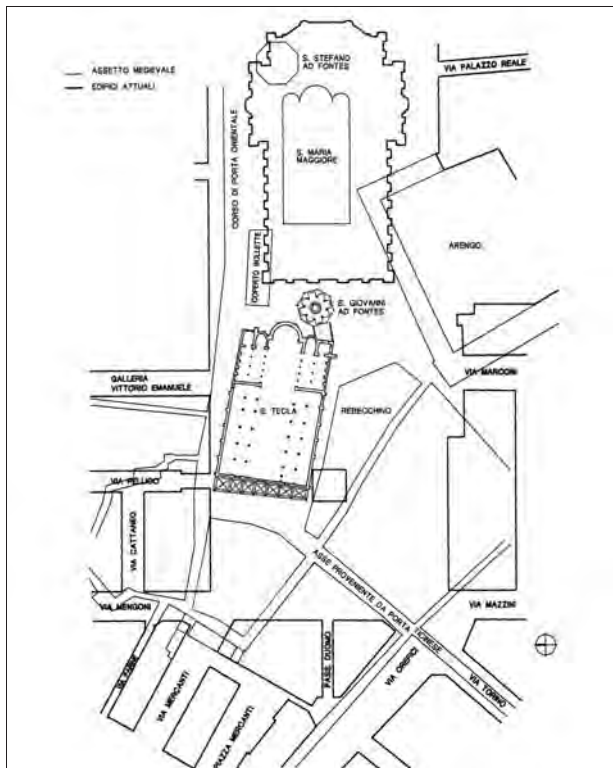 ASSETTO MEDIEVALE
EDIFICI ATTUALI
S. STEFANO
AD FONTES
VIA PALAZZO REALE
S. MARIA
MAGGIORE
CORSO DI PORTA ORIENTALE
COPERTO BOLLETTE
ARENGO
S. GIOVANNI
AD FONTES
VIA MARCONI
GALLERIA
VITTORIO EMANUELE
S. TECLA
REBECCHINO
VIA PELLICO
VIA CATTANEO
ASSE PROVENIENTE DA PORTA TICINESE
VIA MENGONI
VIA MAZZINI
PASS. DUOMO
VIA OREFICI
VIA TORINO
VIA MERCANTI
PIAZZA MERCANTI